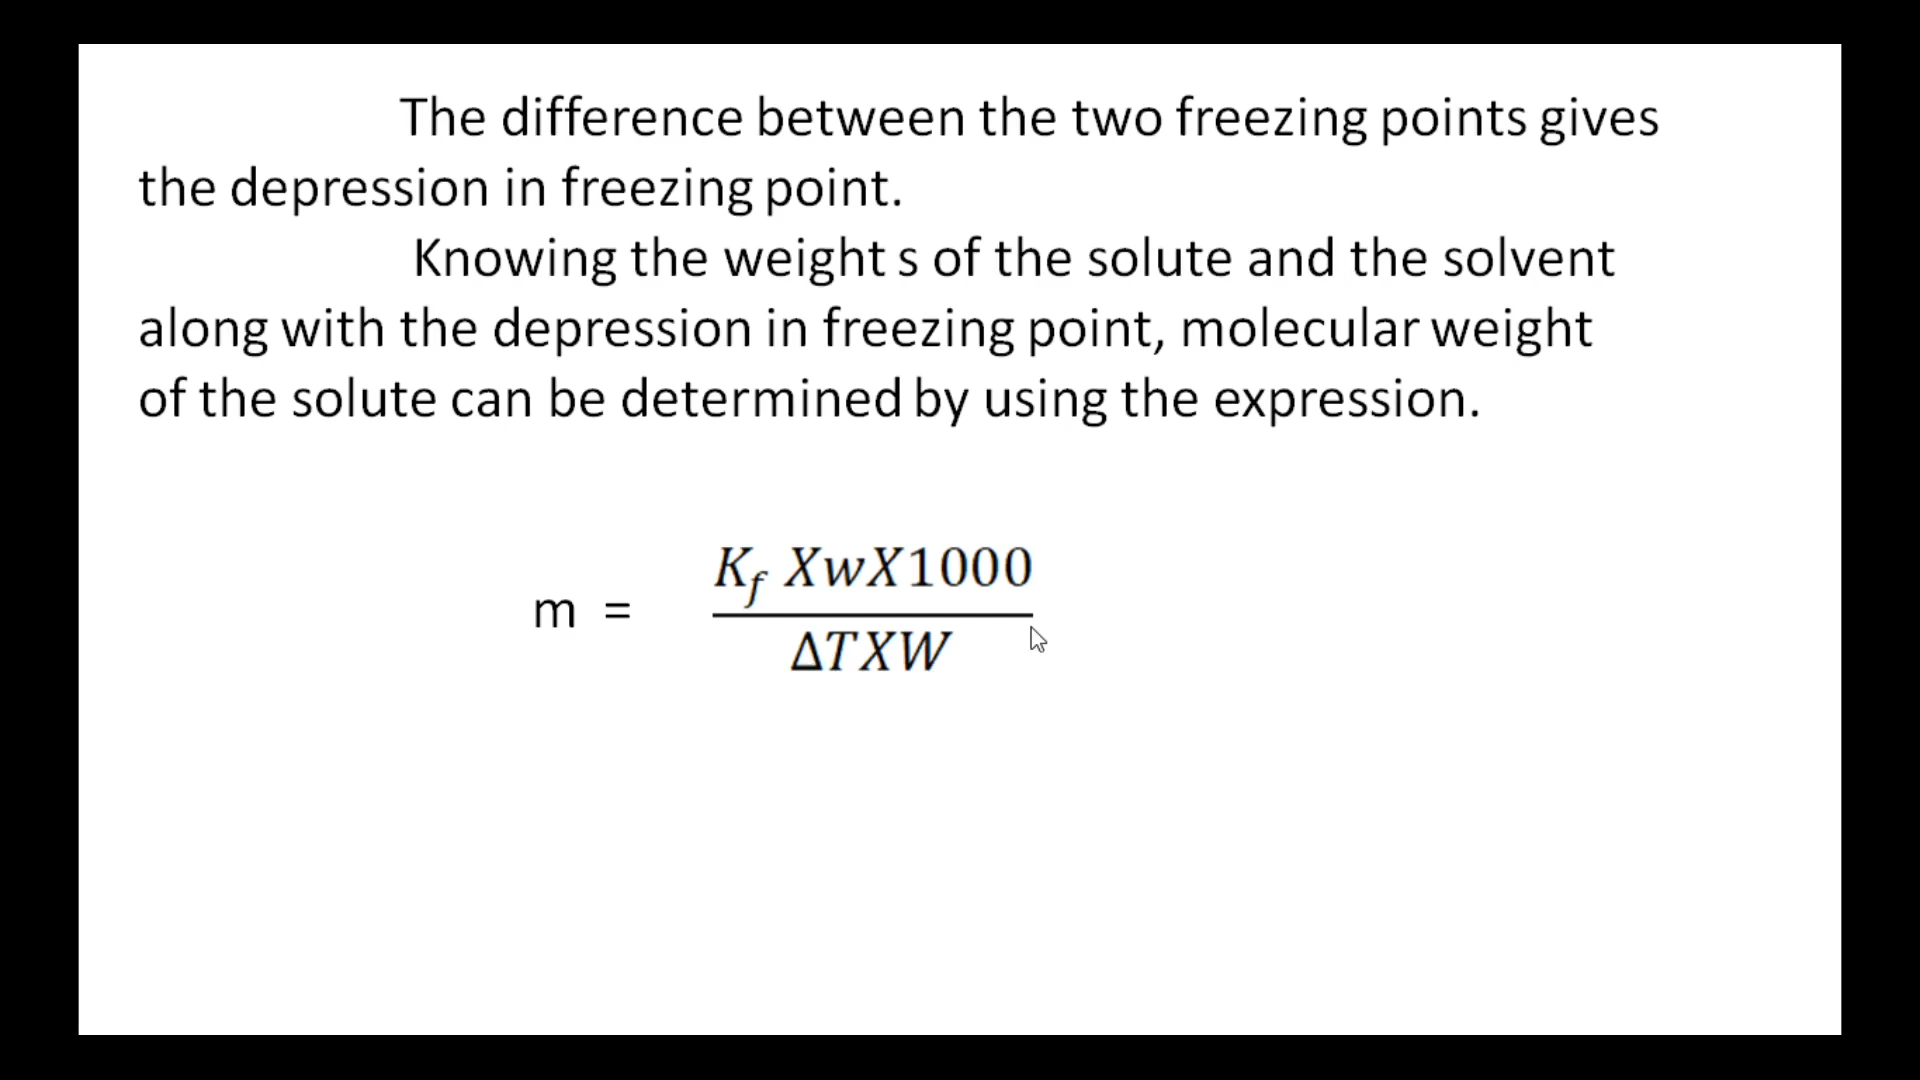 The difference between the two freezing points gives
the depression in freezing point.
Knowing the weight s of the solute and the solvent
along with the depression in freezing point, molecular weight
of the solute can be determined by using the expression.
K_f XwX1000
m =
ΔTXW